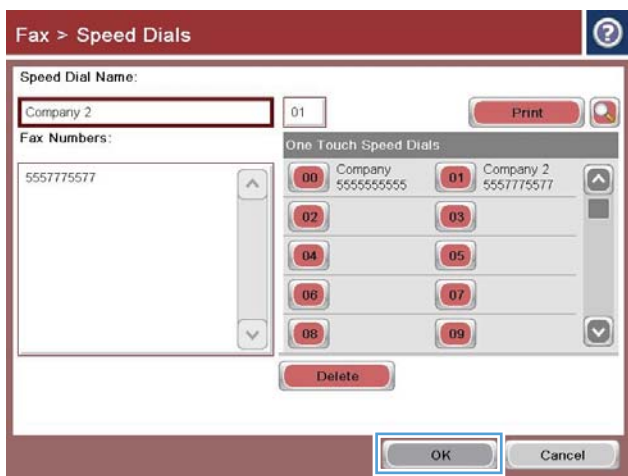 Fax > Speed Dials
?
Speed Dial Name:
Company 2
01
Print
Fax Numbers:
5557775577
One Touch Speed Dials
00 Company 5555555555
01 Company 2 5557775577
02
03
04
05
06
07
08
09
Delete
OK
Cancel